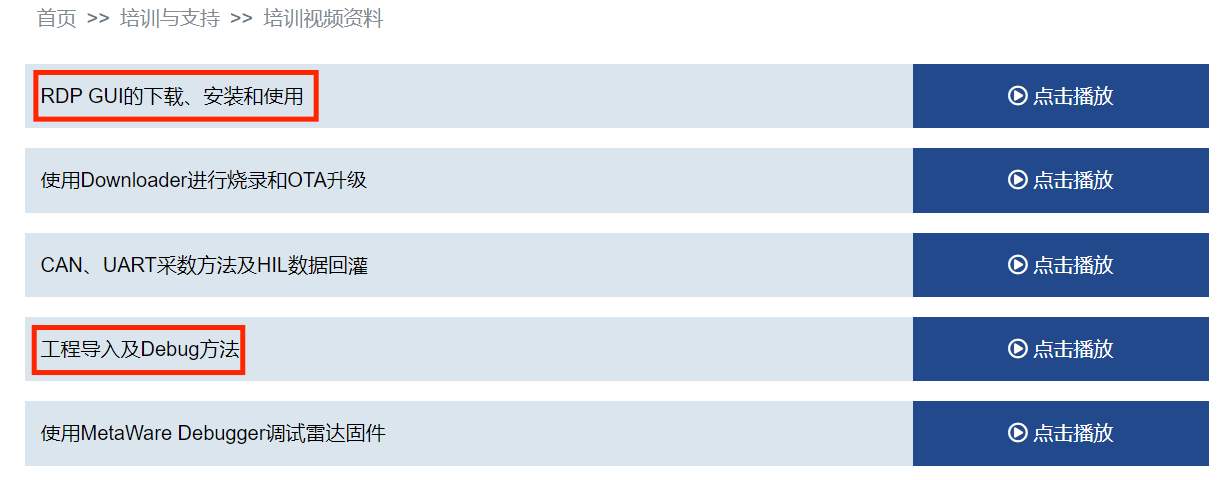 首页 >> 培训与支持 >> 培训视频资料
RDP GUI的下载、安装和使用 点击播放
使用Downloader进行烧录和OTA升级 点击播放
CAN、UART采数方法及HIL数据回灌 点击播放
工程导入及Debug方法 点击播放
使用MetaWare Debugger调试雷达固件 点击播放